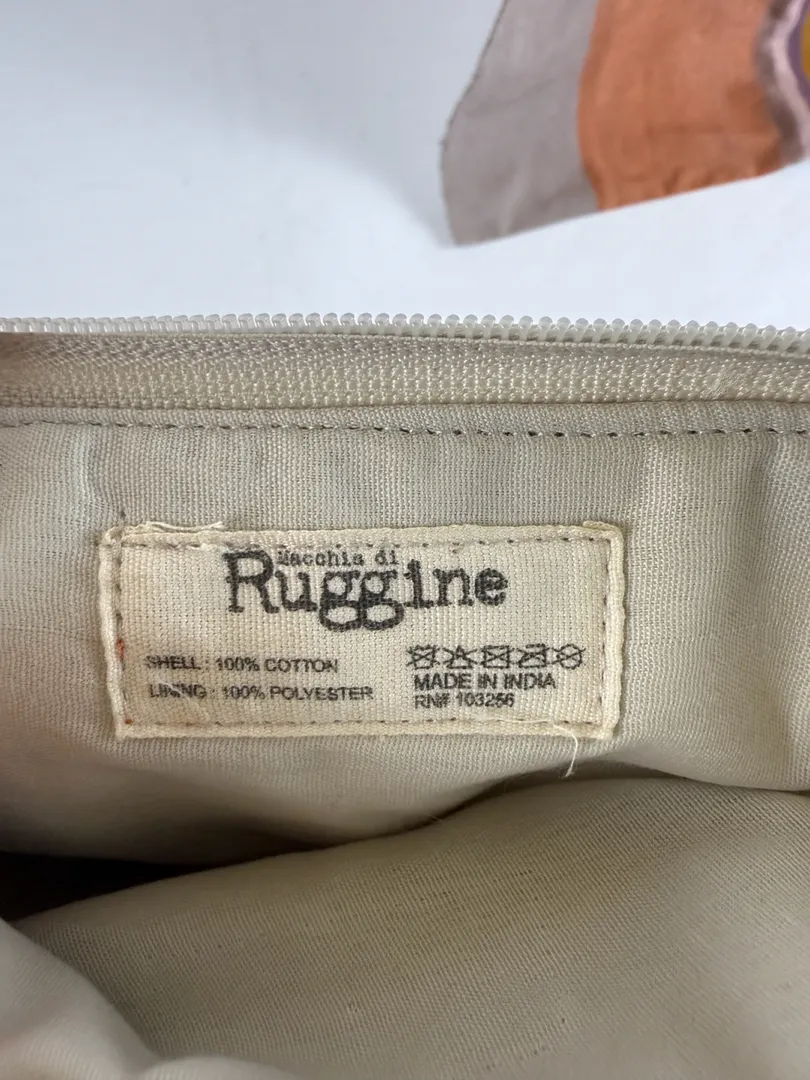 Macchia di
Ruggine
SHELL : 100% COTTON
LINING : 100% POLYESTER
MADE IN INDIA
RN# 103256